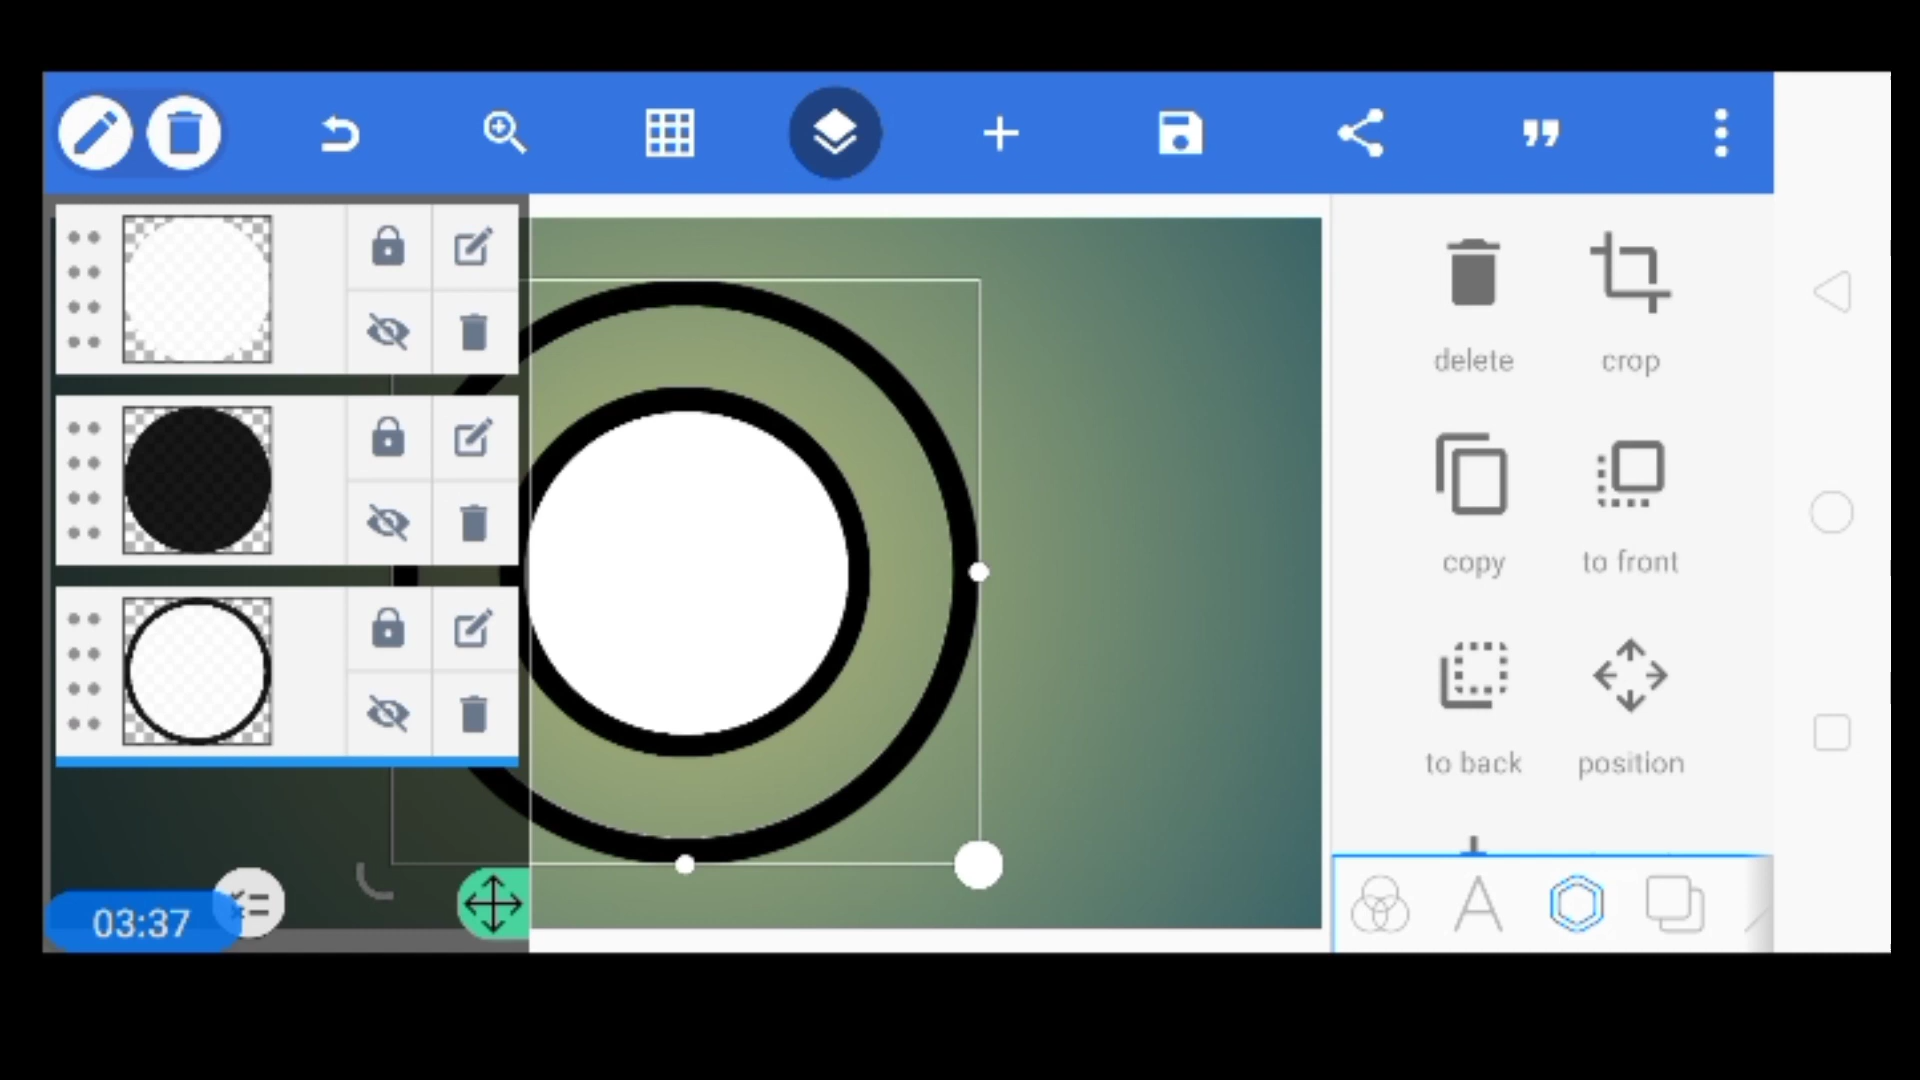 delete
crop
copy
to front
to back
position
03:37